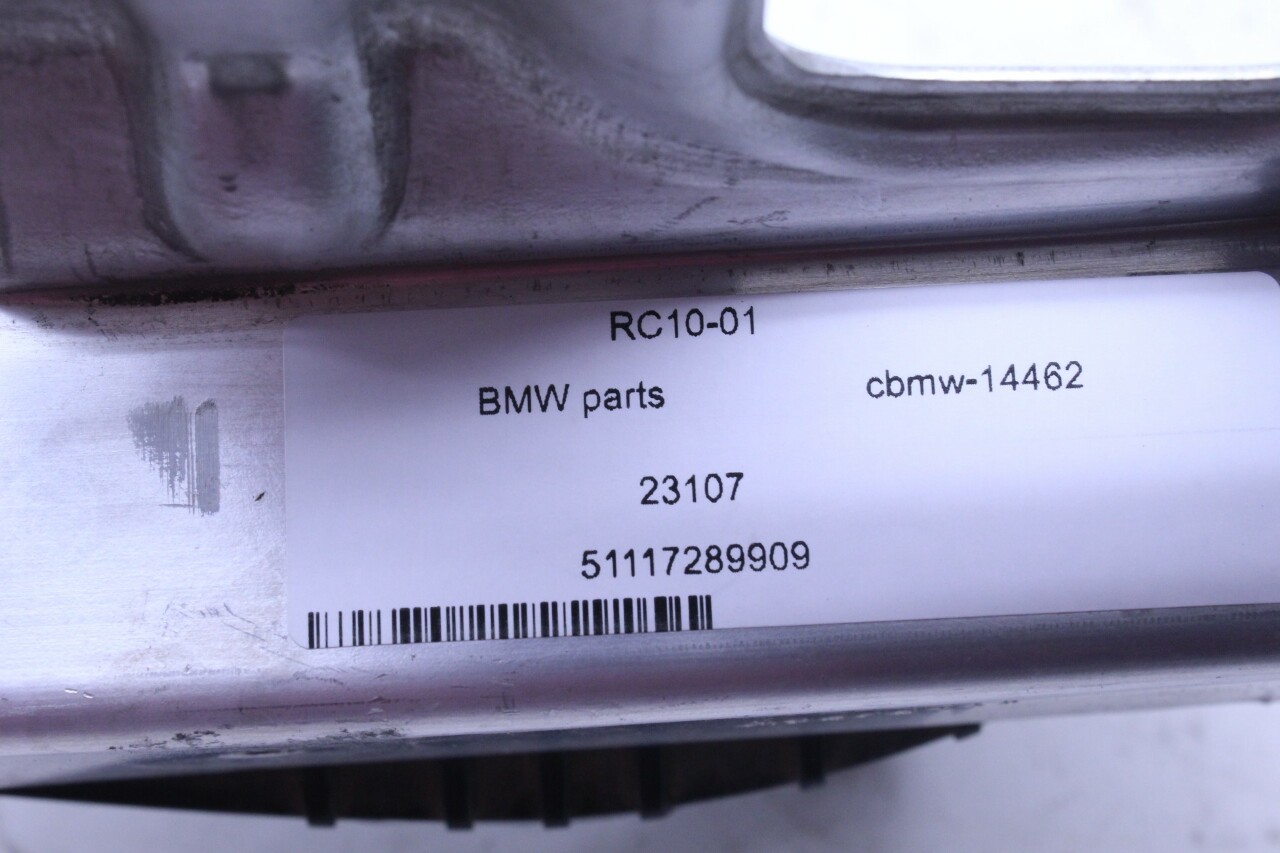 RC10-01
BMW parts cbmw-14462
23107
51117289909